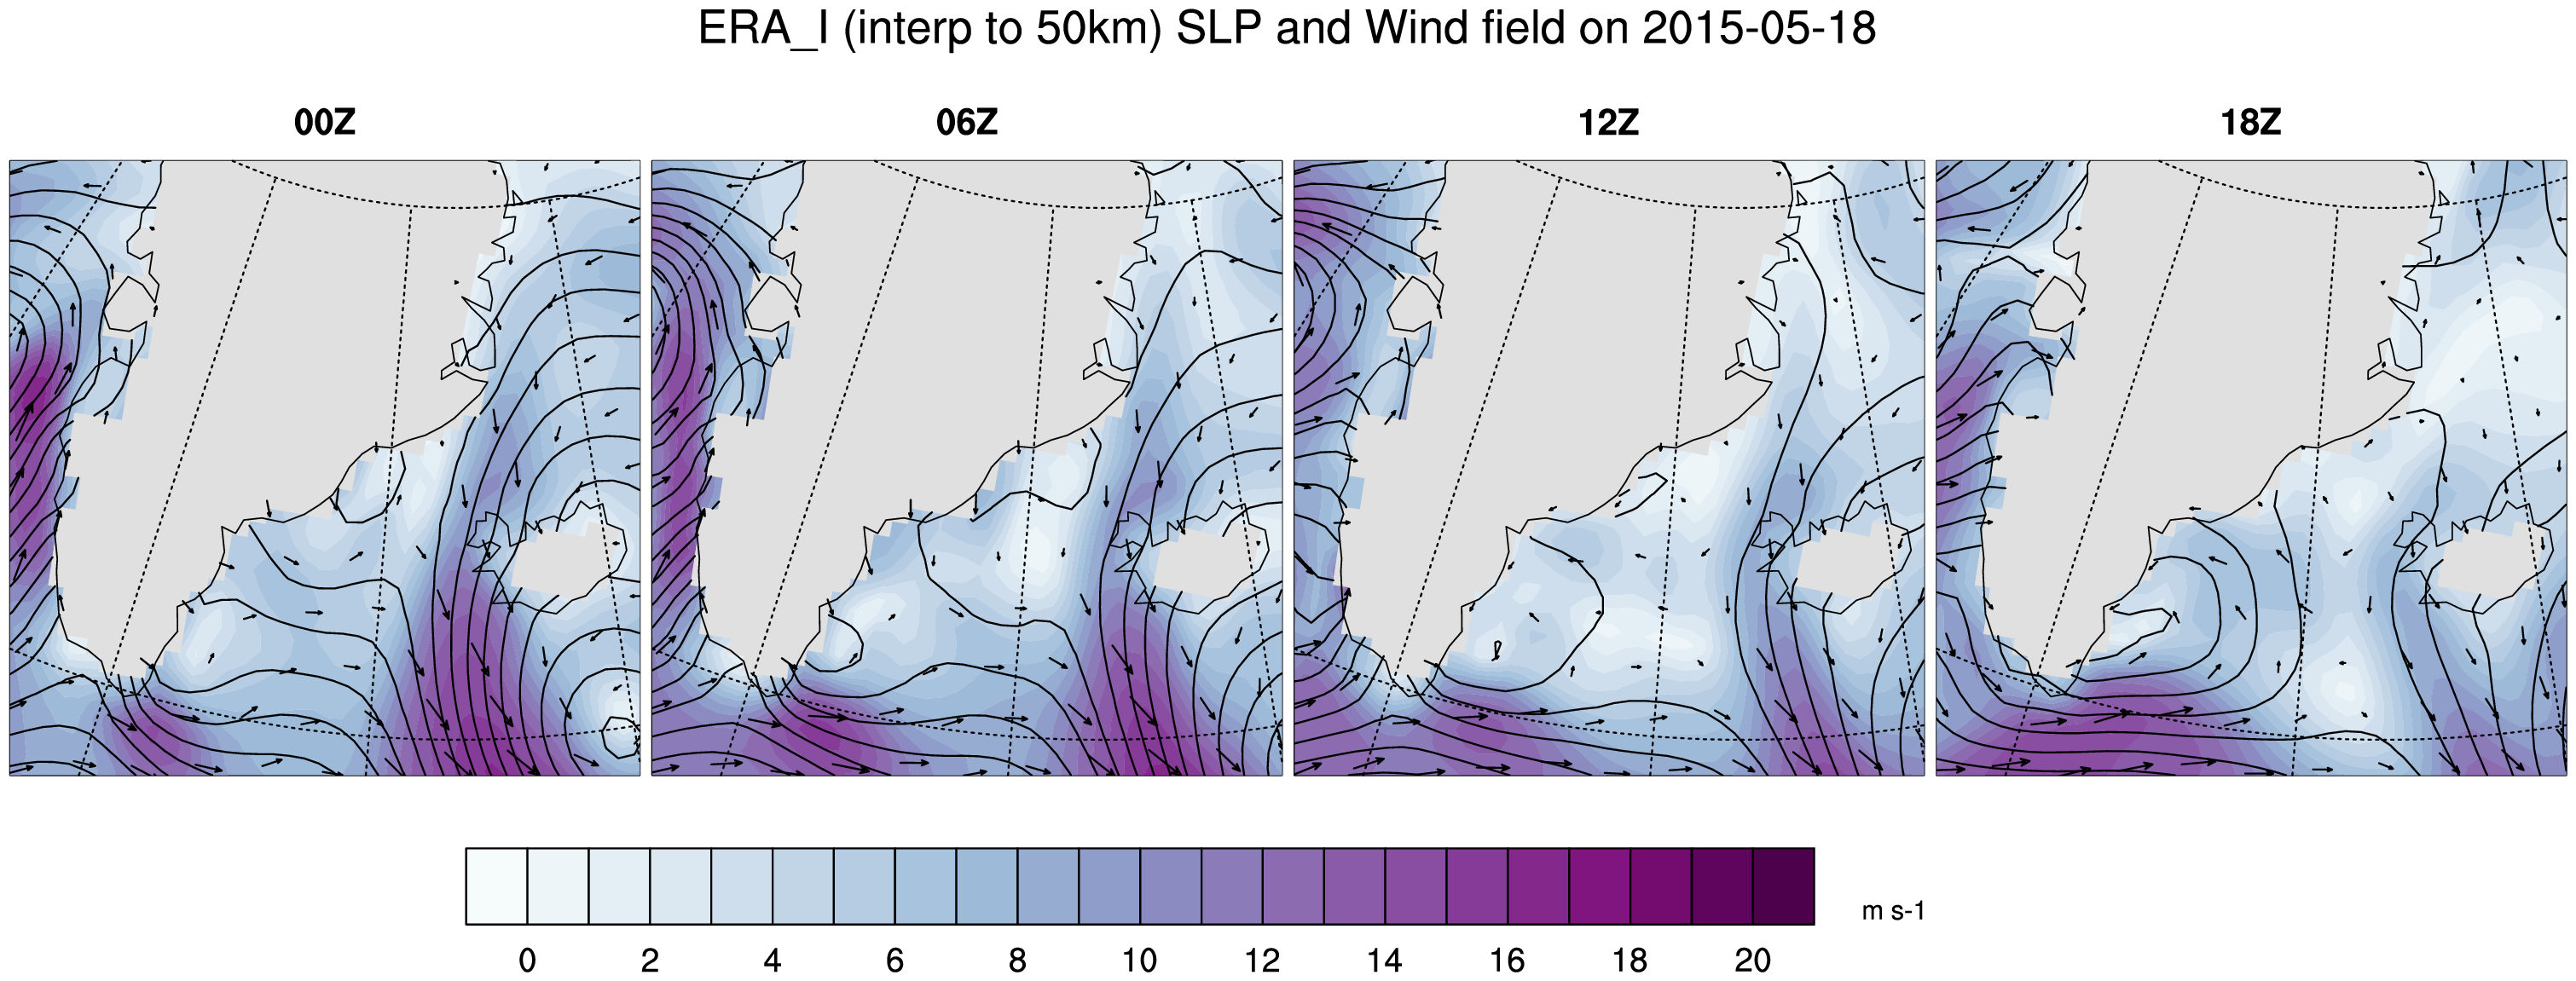 ERA_I (interp to 50km) SLP and Wind field on 2015-05-18
00Z 06Z 12Z 18Z
m s-1
0 2 4 6 8 10 12 14 16 18 20